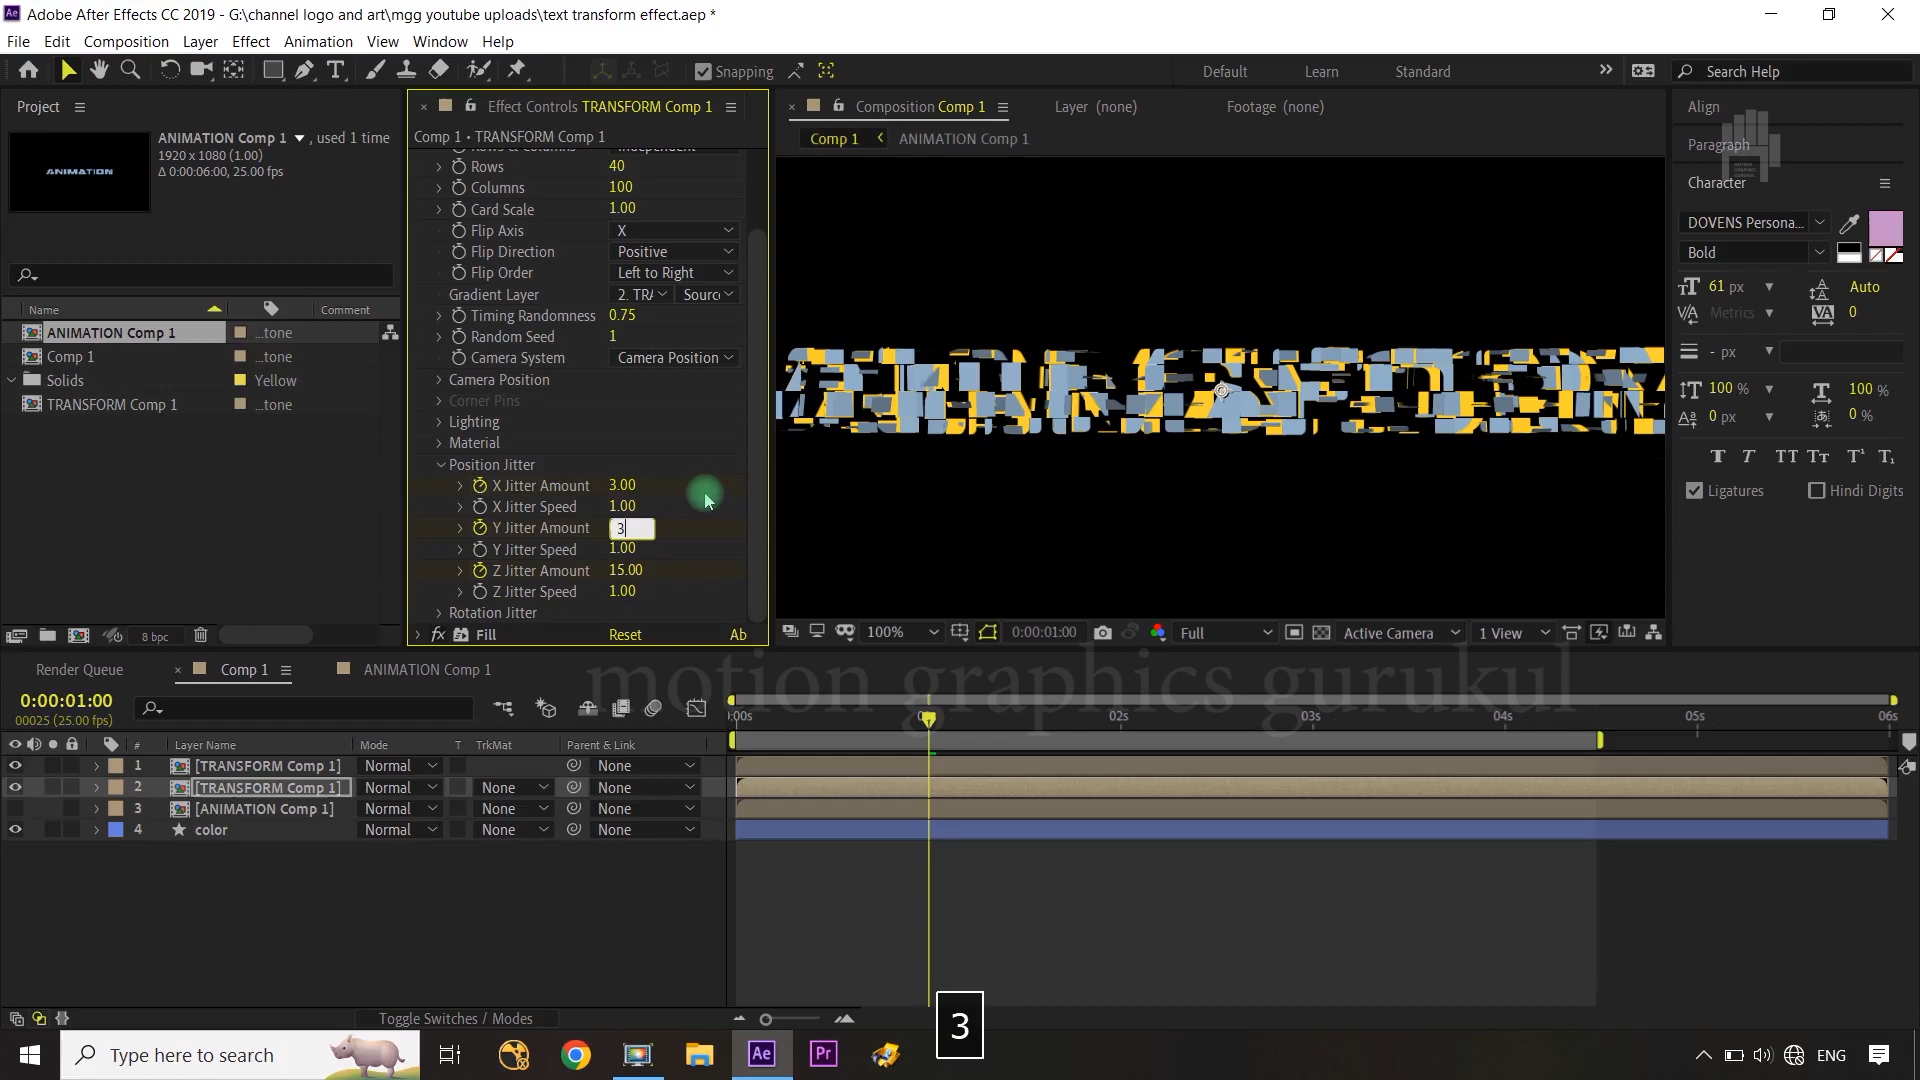 Adobe After Effects CC 2019 - G:\channel logo and art\mgg youtube uploads\text transform effect.aep *
File Edit Composition Layer Effect Animation View Window Help
Snapping
Default Learn Standard
Search Help
Project
ANIMATION Comp 1 , used 1 time
1920 x 1080 (1.00)
Δ 0:00:06:00, 25.00 fps
ANIMATION
Name Comment
ANIMATION Comp 1 ...tone
Comp 1 ...tone
Solids Yellow
TRANSFORM Comp 1 ...tone
8 bpc
Effect Controls TRANSFORM Comp 1
Comp 1 • TRANSFORM Comp 1
Rows & Columns Independent
Rows 40
Columns 100
Card Scale 1.00
Flip Axis X
Flip Direction Positive
Flip Order Left to Right
Gradient Layer 2. TRA Sourc
Timing Randomness 0.75
Random Seed 1
Camera System Camera Position
Camera Position
Corner Pins
Lighting
Material
Position Jitter
X Jitter Amount 3.00
X Jitter Speed 1.00
Y Jitter Amount 3
Y Jitter Speed 1.00
Z Jitter Amount 15.00
Z Jitter Speed 1.00
Rotation Jitter
fx Fill Reset Ab
Composition Comp 1 Layer (none) Footage (none)
Comp 1 ANIMATION Comp 1
100% 0:00:01:00 Full Active Camera 1 View
Align
Paragraph
Character
DOVENS Persona...
Bold
61 px Auto
Metrics 0
- px
100 % 100 %
0 px 0 %
T T TT Tt T¹ T₁
Ligatures Hindi Digits
motion graphics gurukul
Render Queue Comp 1 ANIMATION Comp 1
0:00:01:00
00025 (25.00 fps)
:00s 02s 03s 04s 05s 06s
# Layer Name Mode T TrkMat Parent & Link
1 [TRANSFORM Comp 1] Normal None
2 [TRANSFORM Comp 1] Normal None None
3 [ANIMATION Comp 1] Normal None None
4 color Normal None None
Toggle Switches / Modes
3
Type here to search
Ae Pr
ENG